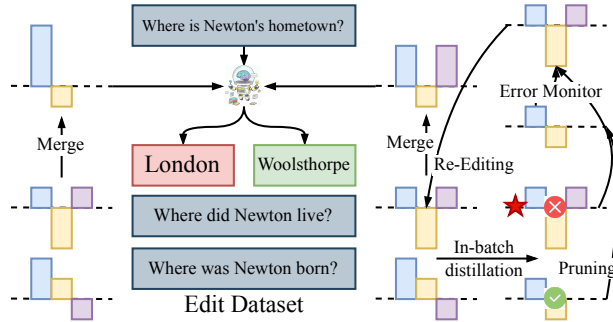 Where is Newton's hometown?
Error Monitor
Merge
Merge
London
Woolsthorpe
Re-Editing
Where did Newton live?
Where was Newton born?
In-batch
distillation
Pruning
Edit Dataset